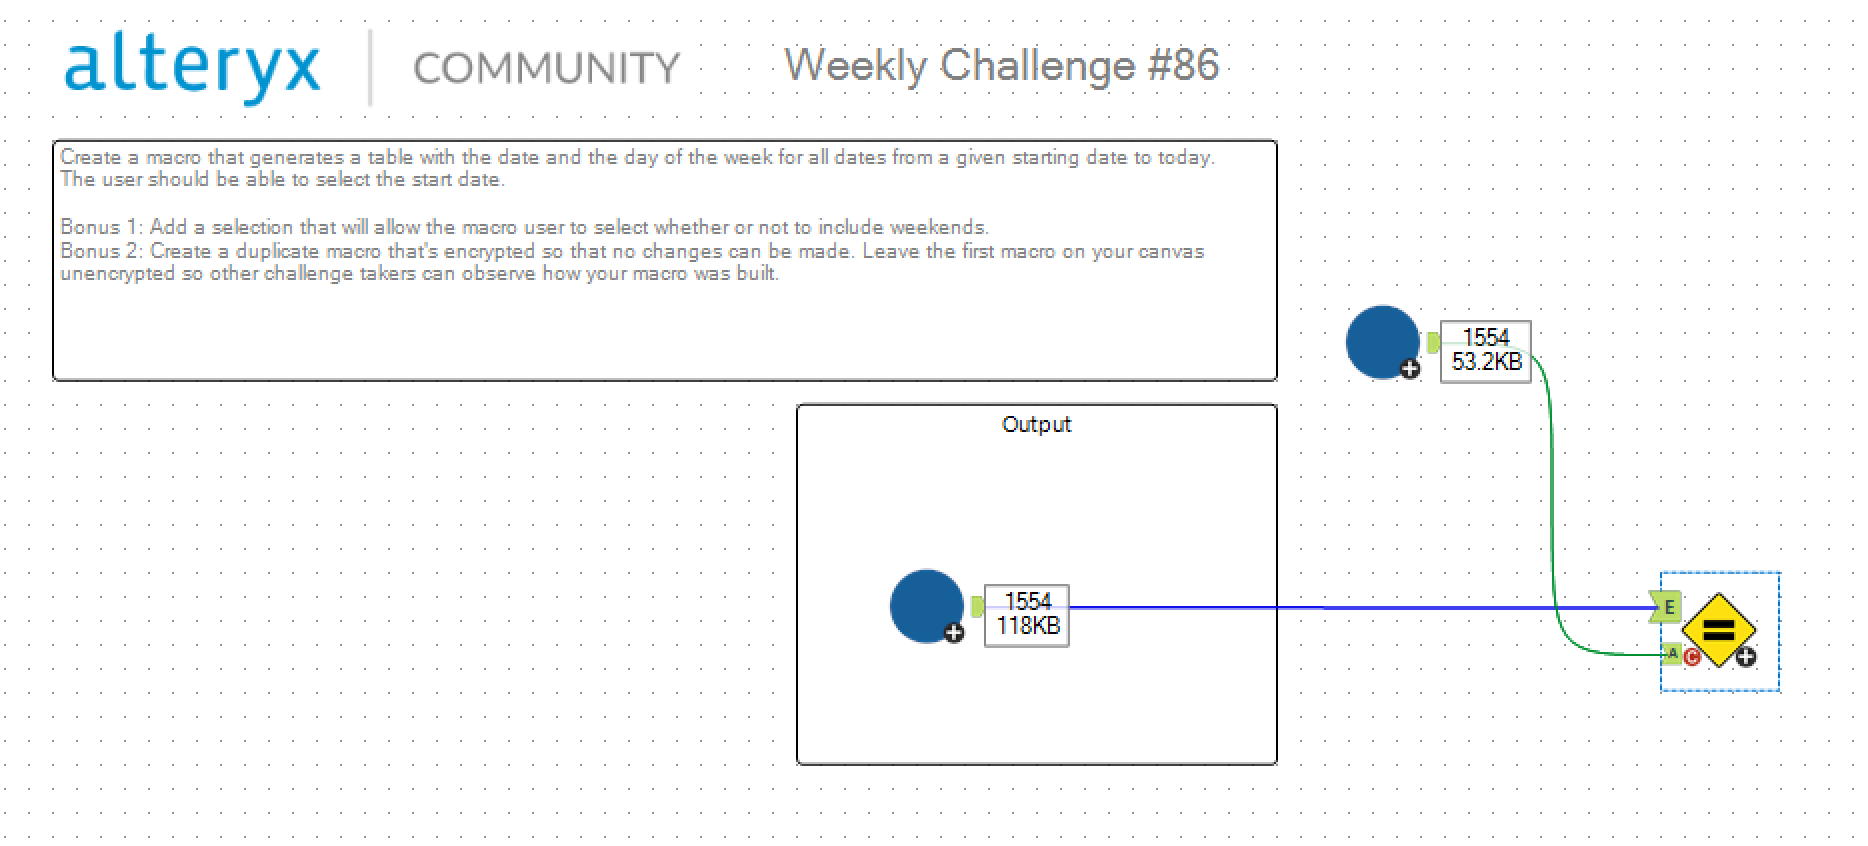 alteryx COMMUNITY Weekly Challenge #86
Create a macro that generates a table with the date and the day of the week for all dates from a given starting date to today.
The user should be able to select the start date.
Bonus 1: Add a selection that will allow the macro user to select whether or not to include weekends.
Bonus 2: Create a duplicate macro that's encrypted so that no changes can be made. Leave the first macro on your canvas
unencrypted so other challenge takers can observe how your macro was built.
1554
53.2KB
Output
1554
118KB
E
A C